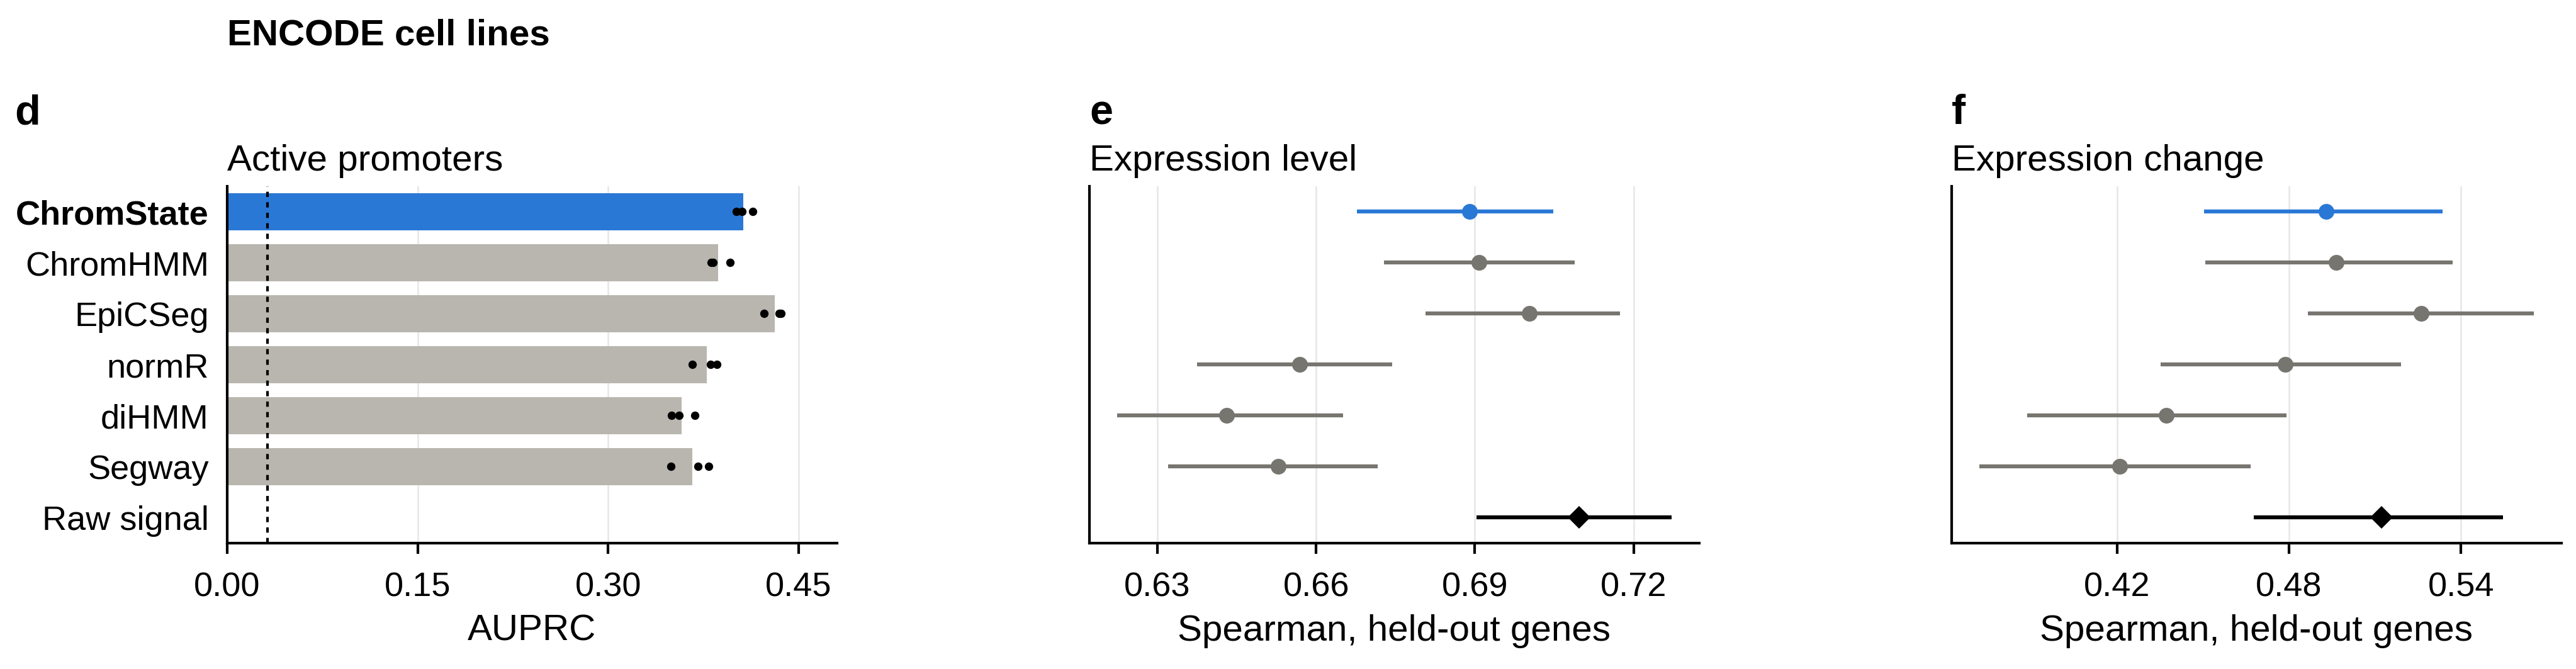 ENCODE cell lines
d
Active promoters
ChromState
ChromHMM
EpiCSeg
normR
diHMM
Segway
Raw signal
0.00 0.15 0.30 0.45
AUPRC
e
Expression level
0.63 0.66 0.69 0.72
Spearman, held-out genes
f
Expression change
0.42 0.48 0.54
Spearman, held-out genes